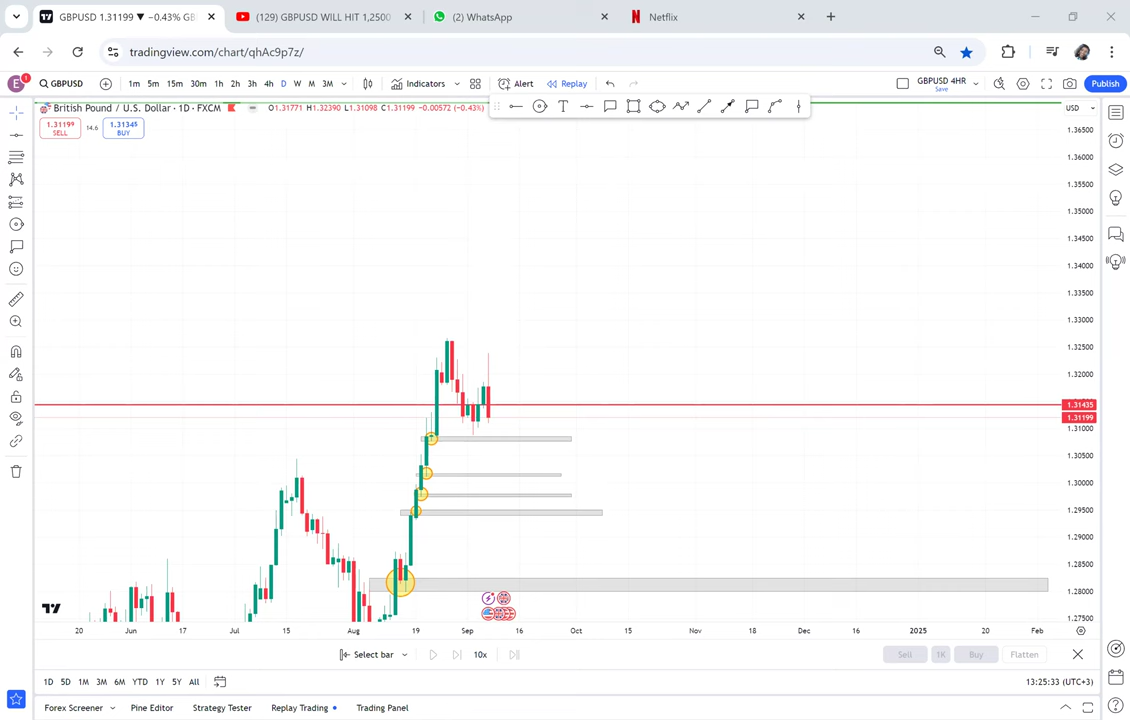 GBPUSD 1.31199 ▼ −0.43% GB
(129) GBPUSD WILL HIT 1,2500
(2) WhatsApp
Netflix
tradingview.com/chart/qhAc9p7z/
E
1
GBPUSD
1m 5m 15m 30m 1h 2h 3h 4h D W M 3M
Indicators
Alert
Replay
GBPUSD 4HR
Save
Publish
British Pound / U.S. Dollar · 1D · FXCM
O1.31771 H1.32390 L1.31098 C1.31199 −0.00572 (−0.43%)
USD
1.31199
SELL
14.6
1.31345
BUY
1.36500
1.36000
1.35500
1.35000
1.34500
1.34000
1.33500
1.33000
1.32500
1.32000
1.31435
1.31199
1.31000
1.30500
1.30000
1.29500
1.29000
1.28500
1.28000
1.27500
20 Jun 17 Jul 15 Aug 19 Sep 16 Oct 15 Nov 18 Dec 16 2025 20 Feb
Select bar
10x
Sell
1K
Buy
Flatten
1D 5D 1M 3M 6M YTD 1Y 5Y All
13:25:33 (UTC+3)
Forex Screener
Pine Editor
Strategy Tester
Replay Trading
Trading Panel